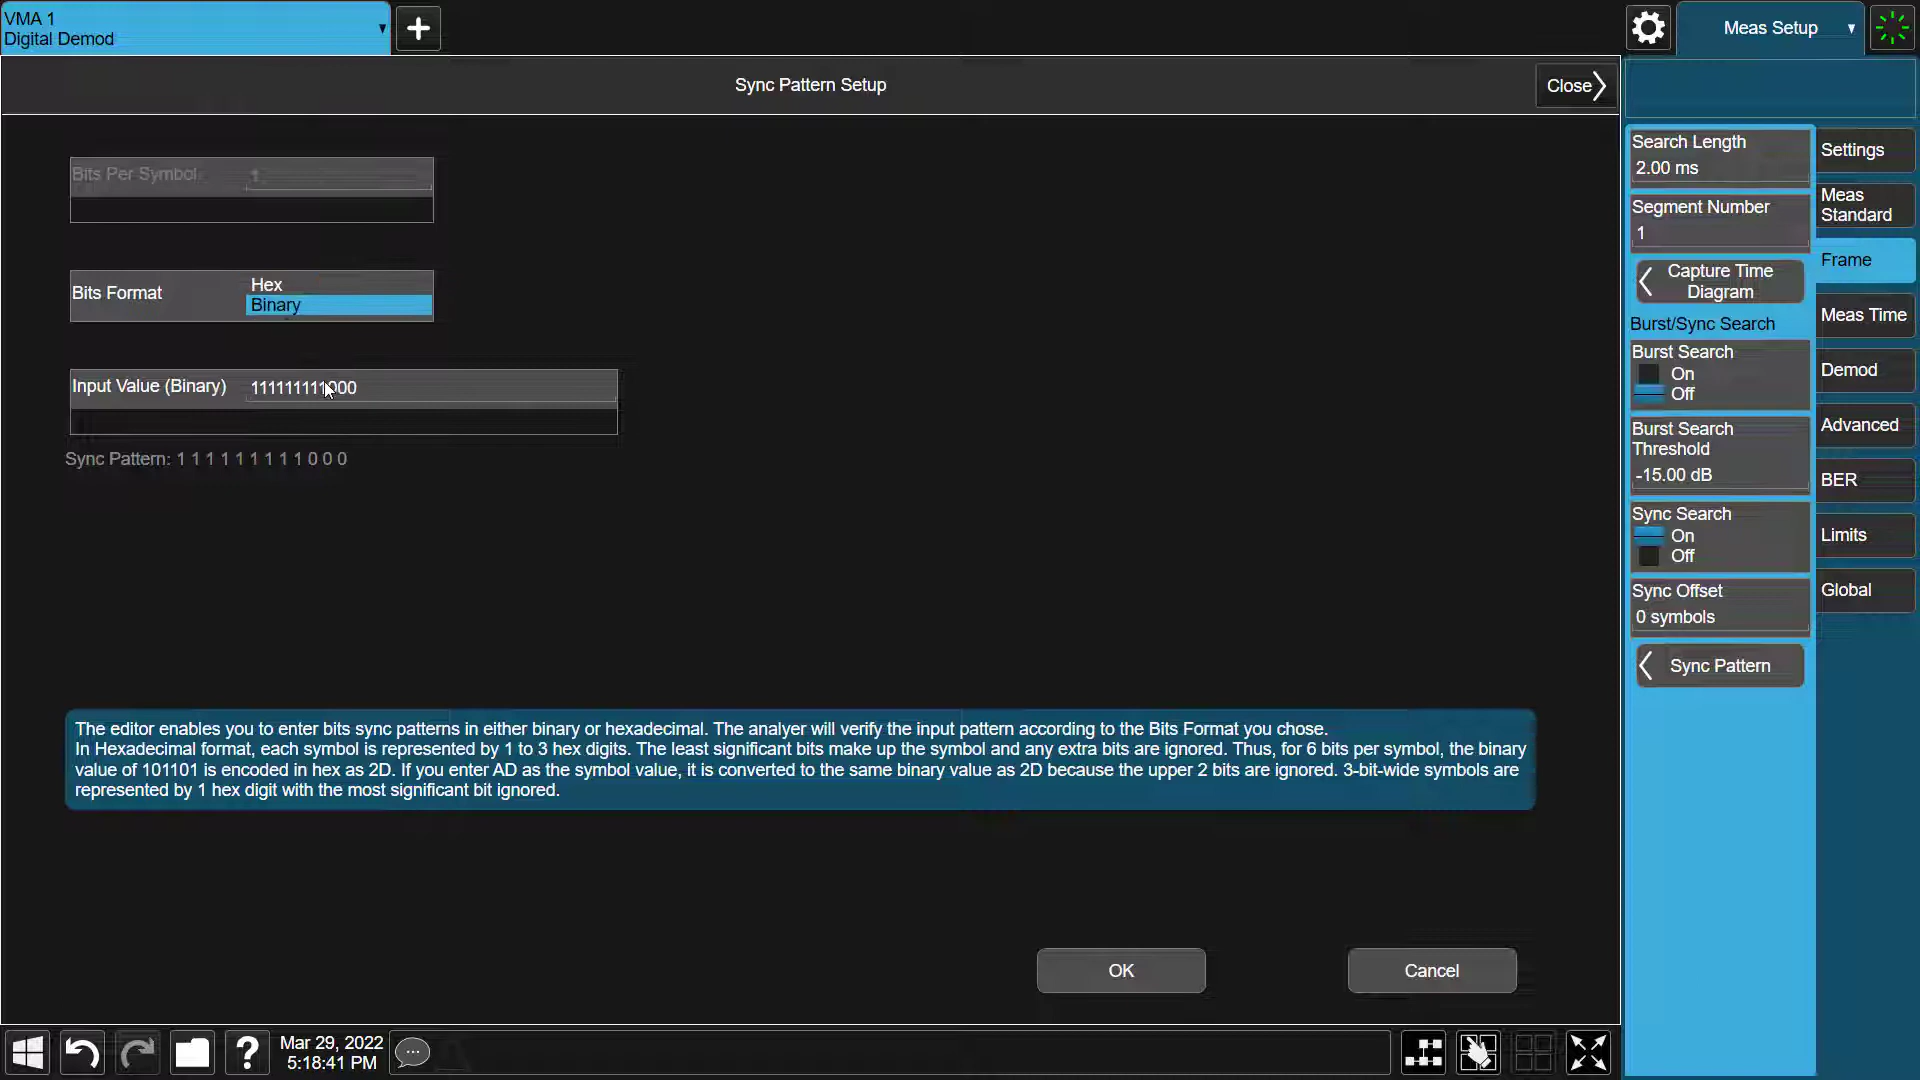 VMA 1
Digital Demod
Meas Setup
Sync Pattern Setup
Close
Bits Per Symbol
1
Bits Format
Hex
Binary
Input Value (Binary)
111111111000
Sync Pattern: 1 1 1 1 1 1 1 1 1 0 0 0
The editor enables you to enter bits sync patterns in either binary or hexadecimal. The analyer will verify the input pattern according to the Bits Format you chose.
In Hexadecimal format, each symbol is represented by 1 to 3 hex digits. The least significant bits make up the symbol and any extra bits are ignored. Thus, for 6 bits per symbol, the binary
value of 101101 is encoded in hex as 2D. If you enter AD as the symbol value, it is converted to the same binary value as 2D because the upper 2 bits are ignored. 3-bit-wide symbols are
represented by 1 hex digit with the most significant bit ignored.
OK
Cancel
Search Length
2.00 ms
Segment Number
1
Capture Time
Diagram
Burst/Sync Search
Burst Search
On
Off
Burst Search
Threshold
-15.00 dB
Sync Search
On
Off
Sync Offset
0 symbols
Sync Pattern
Settings
Meas
Standard
Frame
Meas Time
Demod
Advanced
BER
Limits
Global
?
Mar 29, 2022
5:18:41 PM